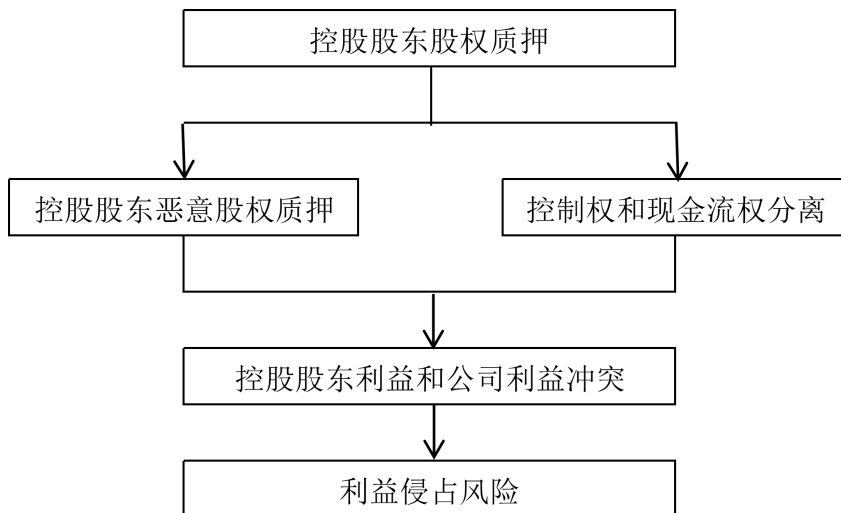 控股股东股权质押
控股股东恶意股权质押
控制权和现金流权分离
控股股东利益和公司利益冲突
利益侵占风险